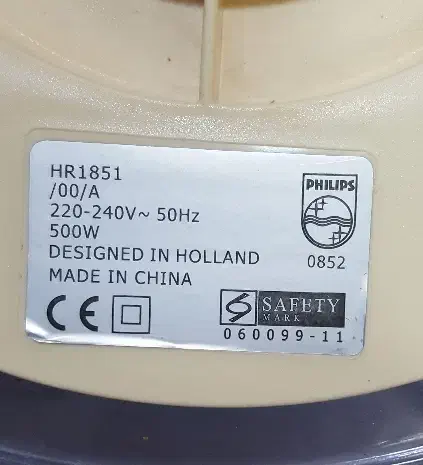 HR1851
/00/A
220-240V~ 50Hz
500W
DESIGNED IN HOLLAND
MADE IN CHINA
PHILIPS
0852
CE
SAFETY
MARK
060099-11